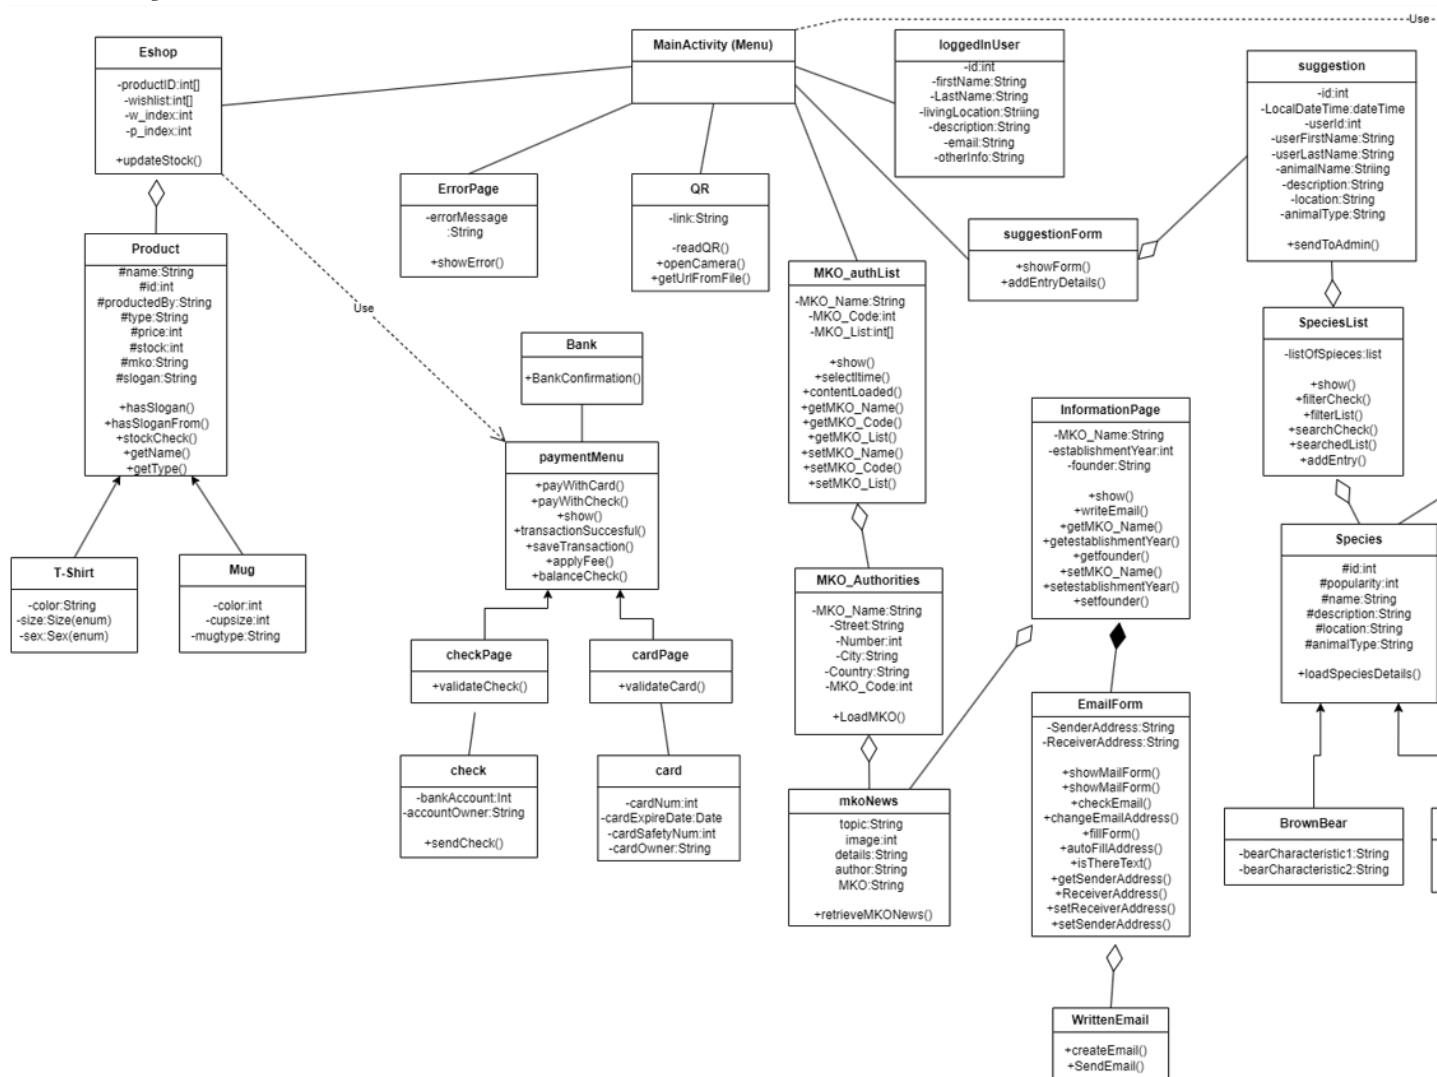 Use
Eshop
-productID:int[]
-wishlist:int[]
-w_index:int
-p_index:int
+updateStock()
MainActivity (Menu)
loggedInUser
-id:int
-firstName:String
-LastName:String
-livingLocation:Striing
-description:String
-email:String
-otherInfo:String
suggestion
-id:int
-LocalDateTime:dateTime
-userId:int
-userFirstName:String
-userLastName:String
-animalName:Striing
-description:String
-location:String
-animalType:String
+sendToAdmin()
ErrorPage
-errorMessage
:String
+showError()
QR
-link:String
-readQR()
+openCamera()
+getUrlFromFile()
suggestionForm
+showForm()
+addEntryDetails()
Product
#name:String
#id:int
#productedBy:String
#type:String
#price:int
#stock:int
#mko:String
#slogan:String
+hasSlogan()
+hasSloganFrom()
+stockCheck()
+getName()
+getType()
Use
MKO_authList
-MKO_Name:String
-MKO_Code:int
-MKO_List:int[]
+show()
+selectItime()
+contentLoaded()
+getMKO_Name()
+getMKO_Code()
+getMKO_List()
+setMKO_Name()
+setMKO_Code()
+setMKO_List()
SpeciesList
-listOfSpieces:list
+show()
+filterCheck()
+filterList()
+searchCheck()
+searchedList()
+addEntry()
Bank
+BankConfirmation()
InformationPage
-MKO_Name:String
-establishmentYear:int
-founder:String
+show()
+writeEmail()
+getMKO_Name()
+getestablishmentYear()
+getfounder()
+setMKO_Name()
+setestablishmentYear()
+setfounder()
paymentMenu
+payWithCard()
+payWithCheck()
+show()
+transactionSuccesful()
+saveTransaction()
+applyFee()
+balanceCheck()
Species
#id:int
#popularity:int
#name:String
#description:String
#location:String
#animalType:String
+loadSpeciesDetails()
T-Shirt
-color:String
-size:Size(enum)
-sex:Sex(enum)
Mug
-color:int
-cupsize:int
-mugtype:String
MKO_Authorities
-MKO_Name:String
-Street:String
-Number:int
-City:String
-Country:String
-MKO_Code:int
+LoadMKO()
checkPage
+validateCheck()
cardPage
+validateCard()
EmailForm
-SenderAddress:String
-ReceiverAddress:String
+showMailForm()
+showMailForm()
+checkEmail()
+changeEmailAddress()
+fillForm()
+autoFillAddress()
+isThereText()
+getSenderAddress()
+ReceiverAddress()
+setReceiverAddress()
+setSenderAddress()
check
-bankAccount:Int
-accountOwner:String
+sendCheck()
card
-cardNum:int
-cardExpireDate:Date
-cardSafetyNum:int
-cardOwner:String
mkoNews
topic:String
image:int
details:String
author:String
MKO:String
+retrieveMKONews()
BrownBear
-bearCharacteristic1:String
-bearCharacteristic2:String
WrittenEmail
+createEmail()
+SendEmail()